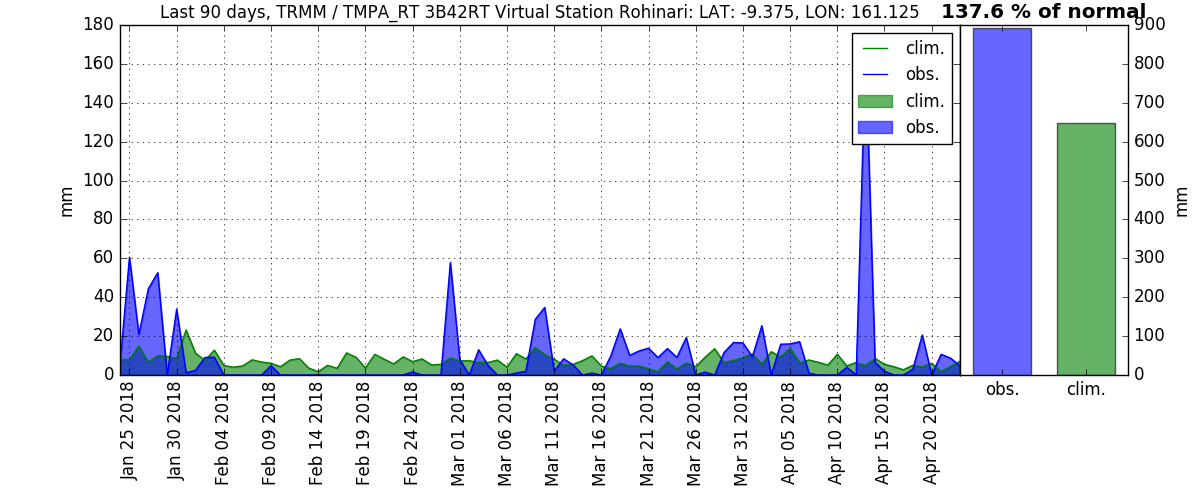 Last 90 days, TRMM / TMPA_RT 3B42RT Virtual Station Rohinari: LAT: -9.375, LON: 161.125
137.6 % of normal
180
160
140
120
100
80
60
40
20
0
mm
clim.
obs.
clim.
obs.
900
800
700
600
500
400
300
200
100
0
mm
Jan 25 2018
Jan 30 2018
Feb 04 2018
Feb 09 2018
Feb 14 2018
Feb 19 2018
Feb 24 2018
Mar 01 2018
Mar 06 2018
Mar 11 2018
Mar 16 2018
Mar 21 2018
Mar 26 2018
Mar 31 2018
Apr 05 2018
Apr 10 2018
Apr 15 2018
Apr 20 2018
obs.
clim.